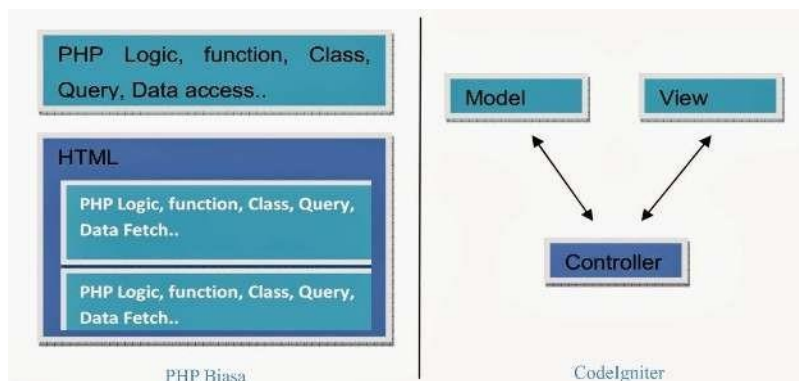 PHP Logic, function, Class,
Query, Data access..
HTML
PHP Logic, function, Class, Query,
Data Fetch..
PHP Logic, function, Class, Query,
Data Fetch..
PHP Biasa
Model
View
Controller
CodeIgniter